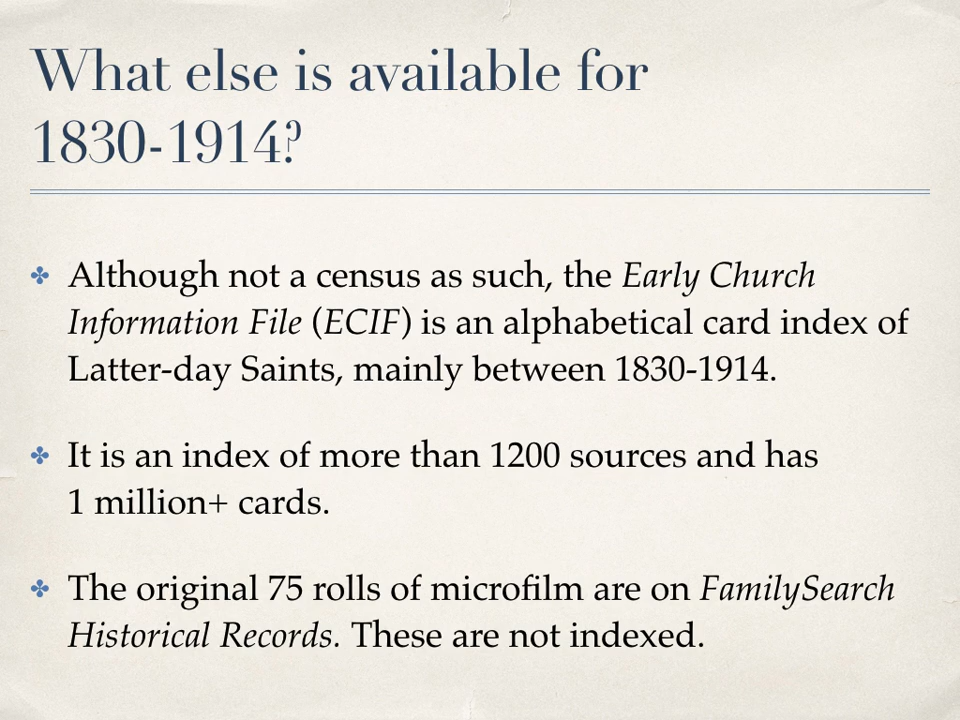 What else is available for
1830-1914?
Although not a census as such, the Early Church
Information File (ECIF) is an alphabetical card index of
Latter-day Saints, mainly between 1830-1914.
It is an index of more than 1200 sources and has
1 million+ cards.
The original 75 rolls of microfilm are on FamilySearch
Historical Records. These are not indexed.